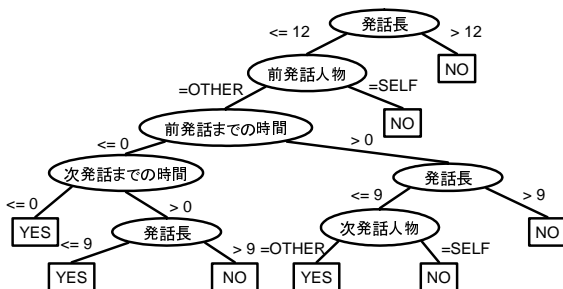 発話長
<= 12
> 12
前発話人物
NO
=OTHER
=SELF
前発話までの時間
NO
<= 0
> 0
次発話までの時間
発話長
<= 0
> 0
<= 9
> 9
YES
発話長
次発話人物
NO
<= 9
> 9
=OTHER
=SELF
YES
NO
YES
NO